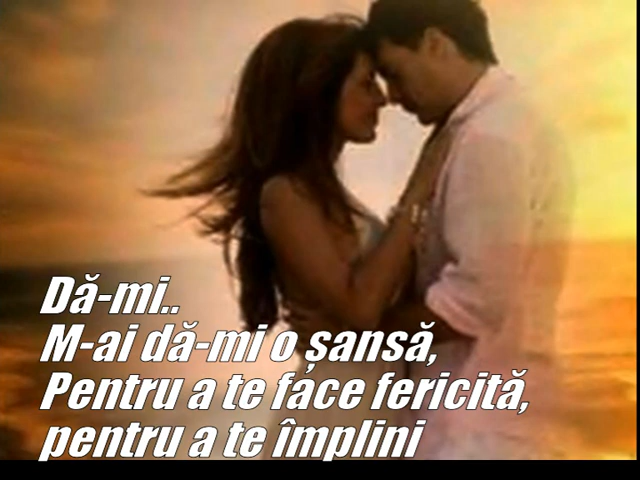 Dă-mi..
M-ai dă-mi o șansă,
Pentru a te face fericită,
pentru a te împlini